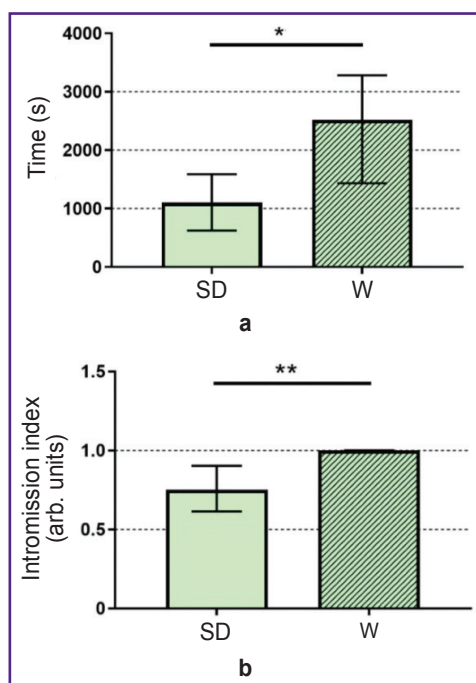 4000
*
3000
2000
1000
0
Time (s)
SD W
a
1.5
**
1.0
0.5
0
Intromission index
(arb. units)
SD W
b